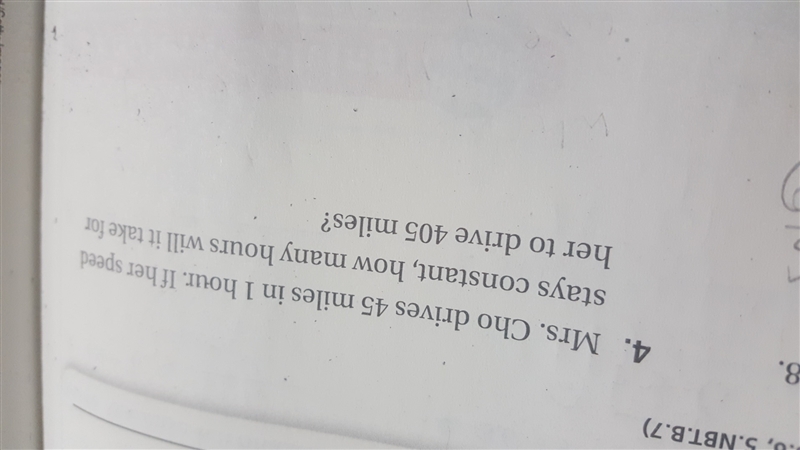 5.NBT.B.7)
8.
4. Mrs. Cho drives 45 miles in 1 hour. If her speed
stays constant, how many hours will it take for
her to drive 405 miles?